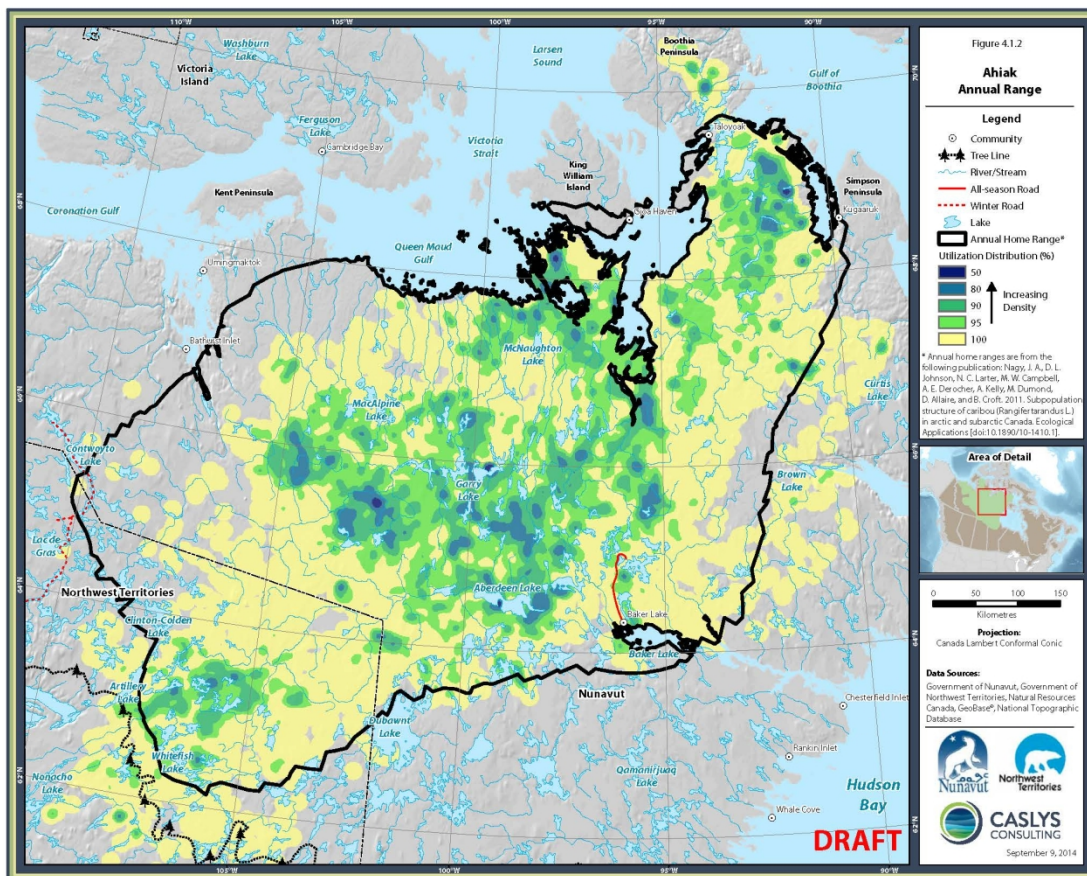 110°W
105°W
100°W
95°W
90°W
Figure 4.1.2
Ahiak
Annual Range
Legend
Community
Tree Line
River/Stream
All-season Road
Winter Road
Lake
Annual Home Range*
Utilization Distribution (%)
50
80
90
95
100
Increasing
Density
* Annual home ranges are from the
following publication: Nagy, J. A., D. L.
Johnson, N. C. Larter, M. W. Campbell,
A. E. Derocher, A. Kelly, M. Dumond,
D. Allaire, and B. Croft. 2011. Subpopulation
structure of caribou (Rangifertarandus L.)
in arctic and subarctic Canada. Ecological
Applications [doi:10.1890/10-1410.1].
Area of Detail
0
50
100
150
Kilometres
Projection:
Canada Lambert Conformal Conic
Data Sources:
Government of Nunavut, Government of
Northwest Territories, Natural Resources
Canada, GeoBase®, National Topographic
Database
Nunavut
Northwest
Territories
CASLYS
CONSULTING
September 9, 2014
Washburn
Lake
Victoria
Island
Larsen
Sound
Boothia
Peninsula
Gulf of
Boothia
70°N
Ferguson
Lake
Cambridge Bay
Victoria
Strait
Taloyoak
King
William
Island
Simpson
Peninsula
Kent Peninsula
Gjoa Haven
Kugaaruk
68°N
Coronation Gulf
Queen Maud
Gulf
Umingmaktok
68°N
Bathurst Inlet
McNaughton
Lake
66°N
MacAlpine
Lake
Curtis
Lake
66°N
Contwoyto
Lake
Garry
Lake
Brown
Lake
Lac de
Gras
64°N
Northwest Territories
Aberdeen Lake
Clinton-Colden
Lake
Baker Lake
Baker Lake
64°N
Artillery
Lake
Nunavut
Dubawnt
Lake
Chesterfield Inlet
Whitefish
Lake
Rankin Inlet
62°N
Nonacho
Lake
Qamanirjuaq
Lake
Hudson
Bay
Whale Cove
62°N
DRAFT
105°W
100°W
95°W
90°W